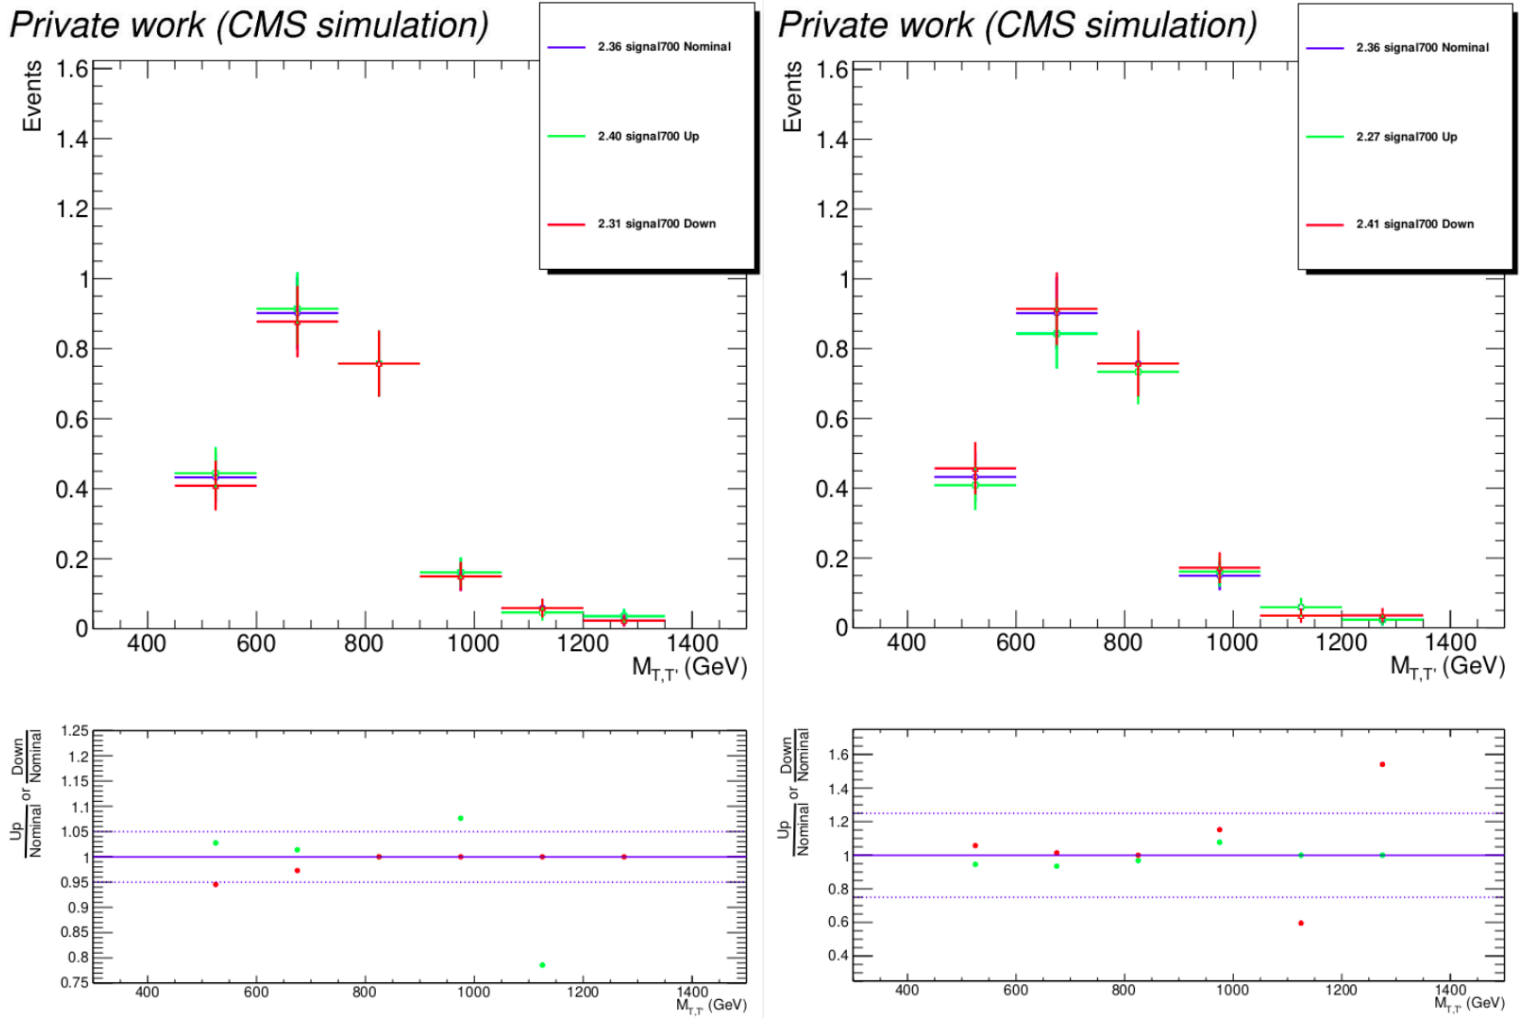 Private work (CMS simulation)
2.36 signal700 Nominal
2.40 signal700 Up
2.31 signal700 Down
Events
1.6
1.4
1.2
1
0.8
0.6
0.4
0.2
0
400 600 800 1000 1200 1400
M_T,T' (GeV)
Up/Nominal or Down/Nominal
1.25
1.2
1.15
1.1
1.05
1
0.95
0.9
0.85
0.8
0.75
400 600 800 1000 1200 1400
M_T,T' (GeV)
Private work (CMS simulation)
2.36 signal700 Nominal
2.27 signal700 Up
2.41 signal700 Down
Events
1.6
1.4
1.2
1
0.8
0.6
0.4
0.2
0
400 600 800 1000 1200 1400
M_T,T' (GeV)
Up/Nominal or Down/Nominal
1.6
1.4
1.2
1
0.8
0.6
0.4
400 600 800 1000 1200 1400
M_T,T' (GeV)